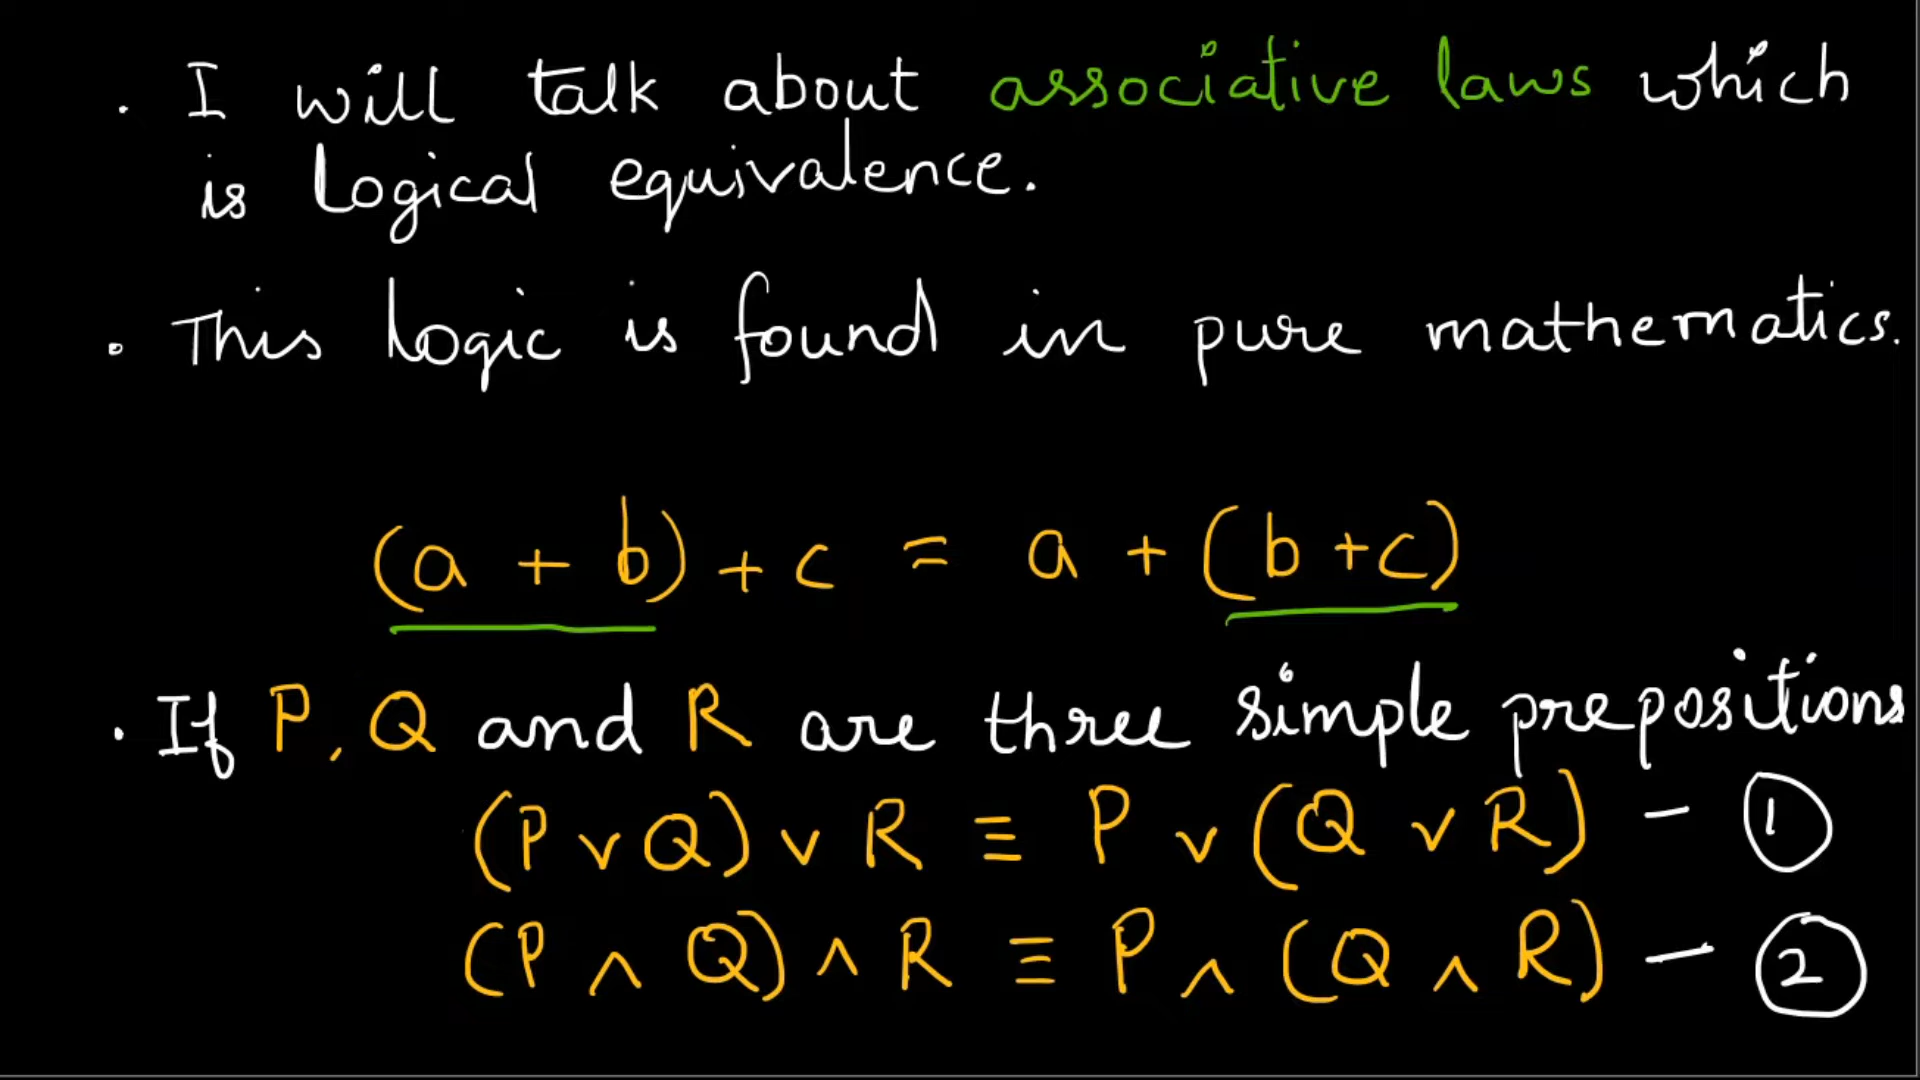 . I will talk about associative laws which
is Logical equivalence.
. This Logic is found in pure mathematics.
(a + b) + c = a + (b + c)
. If P, Q and R are three simple prepositions
(P ∨ Q) ∨ R ≡ P ∨ (Q ∨ R) - 1
(P ∧ Q) ∧ R ≡ P ∧ (Q ∧ R) - 2